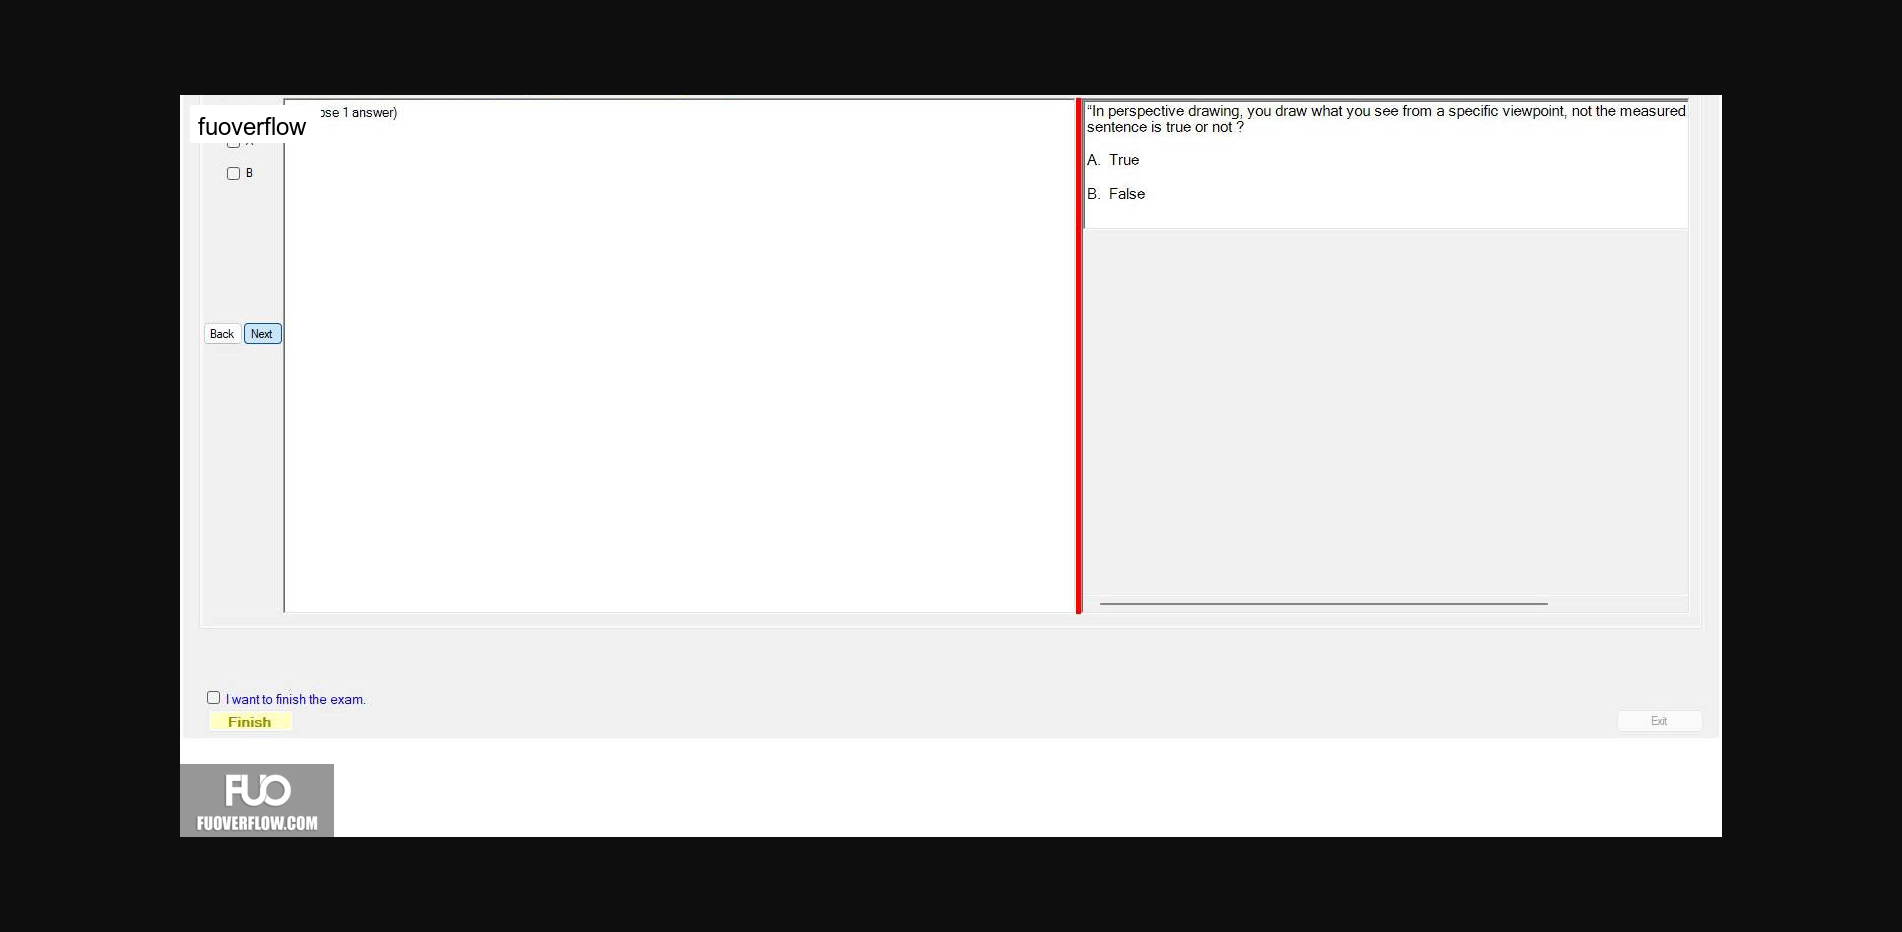 fuoverflow
ose 1 answer)
B
Back Next
“In perspective drawing, you draw what you see from a specific viewpoint, not the measured
sentence is true or not ?
A. True
B. False
I want to finish the exam.
Finish
Exit
FUO
FUOVERFLOW.COM